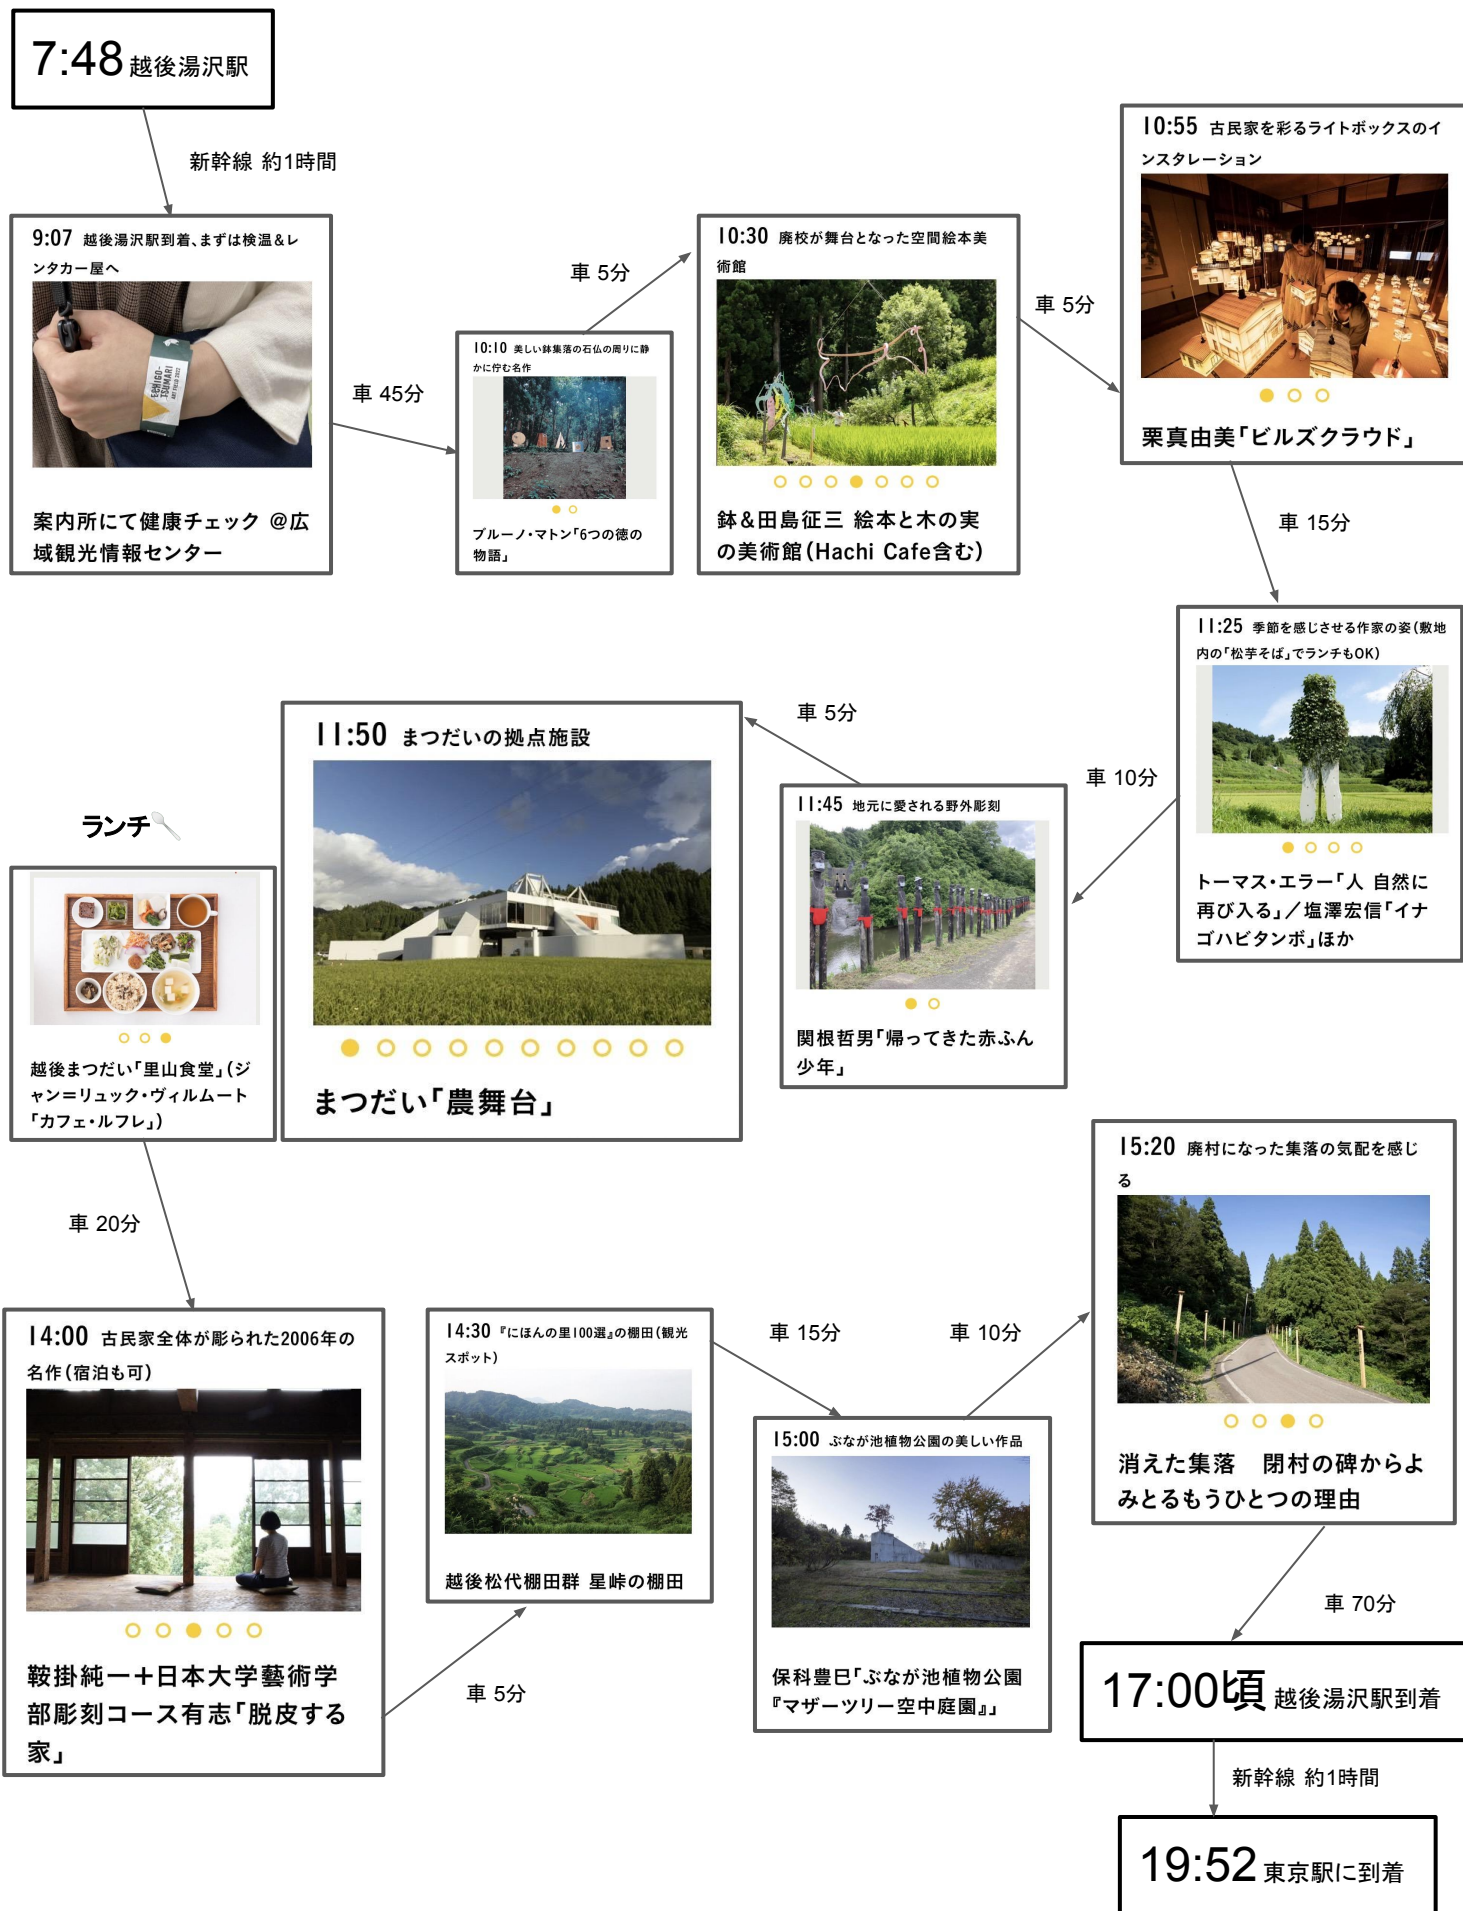 7:48 越後湯沢駅
新幹線 約1時間
9:07 越後湯沢駅到着、まずは検温&レ
ンタカー屋へ
ECHIGO-
TSUMARI
ART FIELD 2022
案内所にて健康チェック @広
域観光情報センター
車 45分
10:10 美しい鉢集落の石仏の周りに静
かに佇む名作
ブルーノ・マトン「6つの徳の
物語」
車 5分
10:30 廃校が舞台となった空間絵本美
術館
鉢&田島征三 絵本と木の実
の美術館(Hachi Cafe含む)
車 5分
10:55 古民家を彩るライトボックスのイ
ンスタレーション
栗真由美「ビルズクラウド」
車 15分
11:25 季節を感じさせる作家の姿(敷地
内の「松芋そば」でランチもOK)
トーマス・エラー「人 自然に
再び入る」/塩澤宏信「イナ
ゴハビタンボ」ほか
車 10分
11:45 地元に愛される野外彫刻
関根哲男「帰ってきた赤ふん
少年」
車 5分
11:50 まつだいの拠点施設
まつだい「農舞台」
ランチ🥄
越後まつだい「里山食堂」(ジ
ャン=リュック・ヴィルムート
「カフェ・ルフレ」)
車 20分
14:00 古民家全体が彫られた2006年の
名作(宿泊も可)
鞍掛純一+日本大学藝術学
部彫刻コース有志「脱皮する
家」
車 5分
14:30 『にほんの里100選』の棚田(観光
スポット)
越後松代棚田群 星峠の棚田
車 15分
15:00 ぶなが池植物公園の美しい作品
保科豊巳「ぶなが池植物公園
『マザーツリー空中庭園』」
車 10分
15:20 廃村になった集落の気配を感じ
る
消えた集落 閉村の碑からよ
みとるもうひとつの理由
車 70分
17:00頃 越後湯沢駅到着
新幹線 約1時間
19:52 東京駅に到着